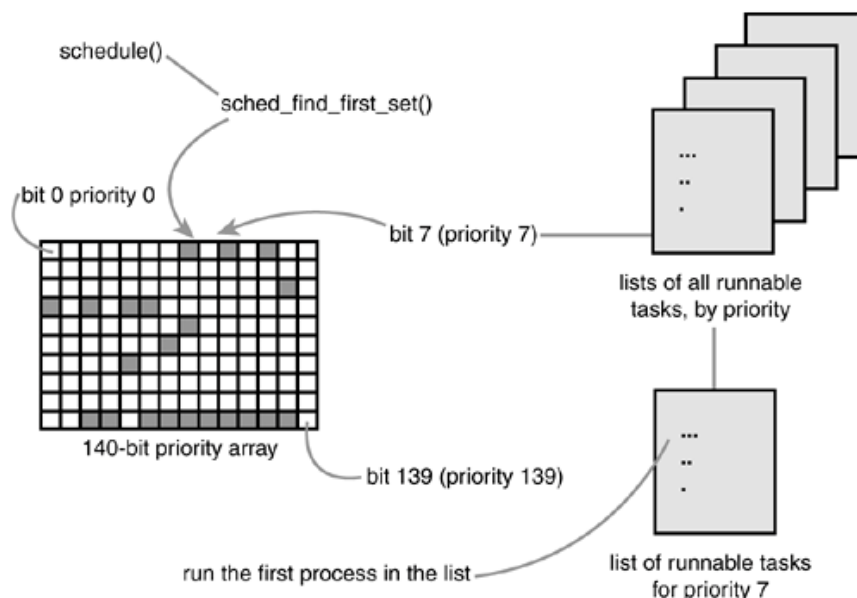 schedule()
sched_find_first_set()
bit 0 priority 0
bit 7 (priority 7)
...
..
.
lists of all runnable
tasks, by priority
140-bit priority array
bit 139 (priority 139)
...
..
.
run the first process in the list
list of runnable tasks
for priority 7